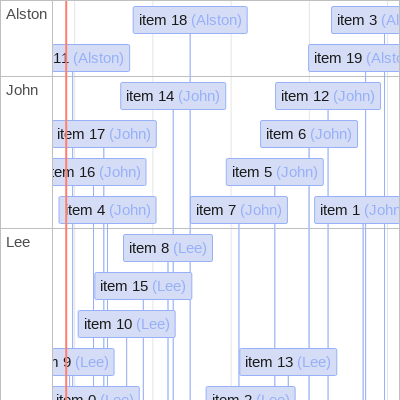 Alston
item 18 (Alston)
item 3 (Al
11 (Alston)
item 19 (Alsto
John
item 14 (John)
item 12 (John)
item 17 (John)
item 6 (John)
item 16 (John)
item 5 (John)
item 4 (John)
item 7 (John)
item 1 (John
Lee
item 8 (Lee)
item 15 (Lee)
item 10 (Lee)
9 (Lee)
item 13 (Lee)
item 0 (Lee)
item 2 (Lee)